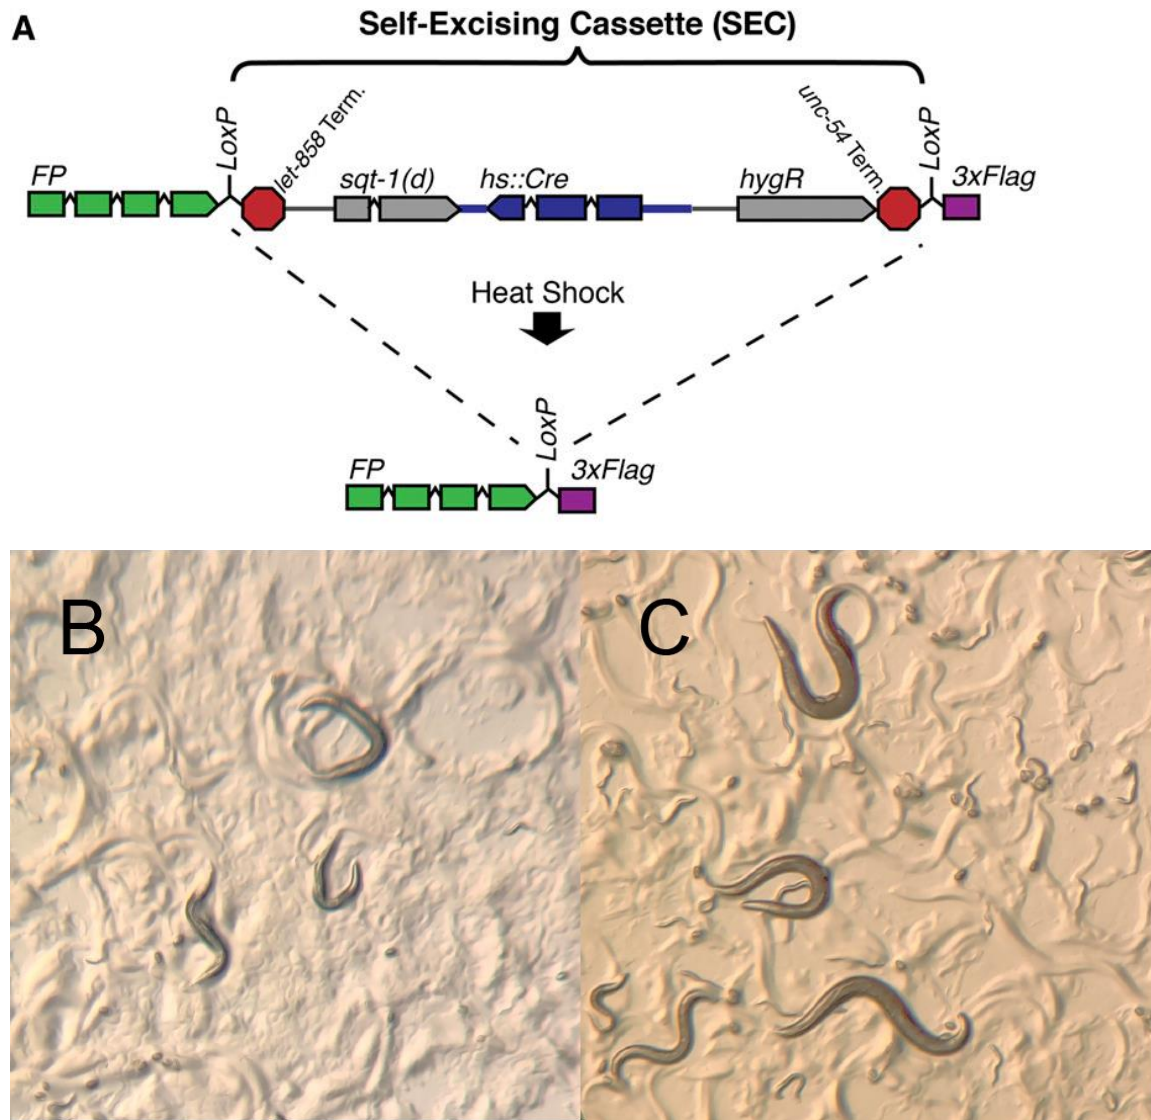 A
Self-Excising Cassette (SEC)
FP
LoxP
let-858 Term.
sqt-1(d)
hs::Cre
hygR
unc-54 Term.
LoxP
3xFlag
Heat Shock
LoxP
FP
3xFlag
B
C